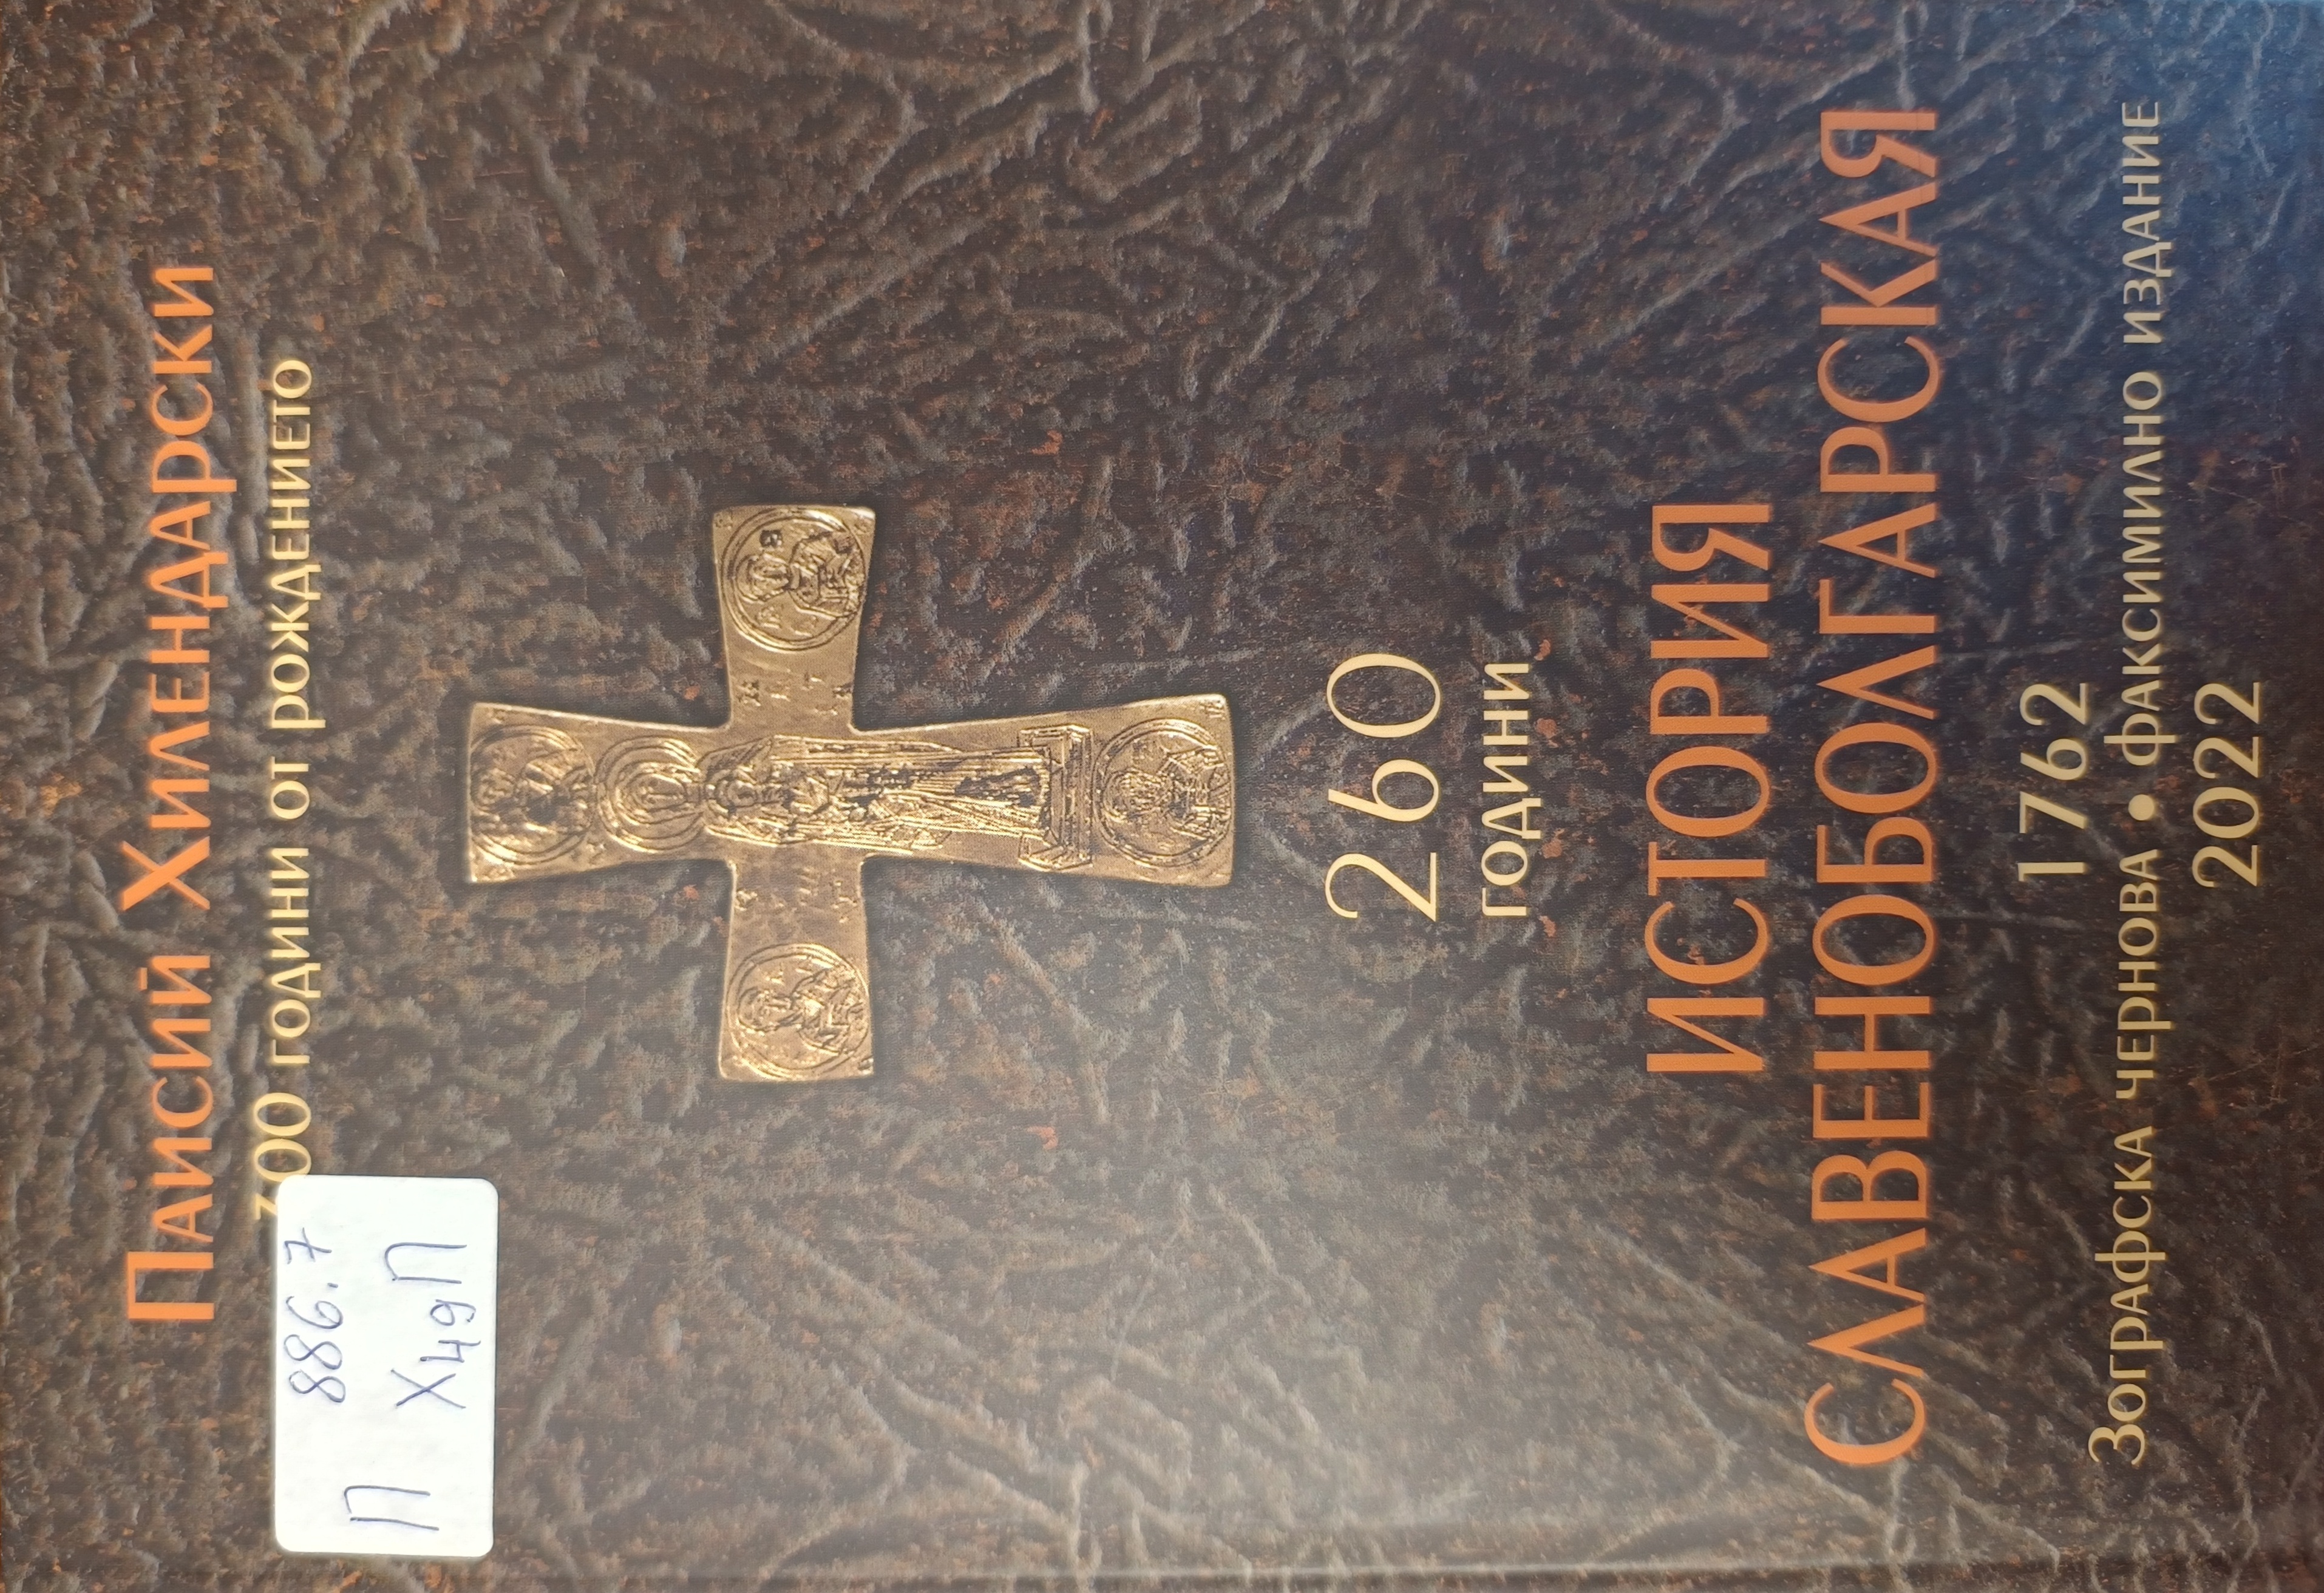 Паисий Хилендарски
300 години от рождението
П 886.7
Х49П
260
години
ИСТОРИЯ
СЛАВЕНОБОЛГАРСКАЯ
1762
Зографска чернова • факсимилно издание
2022